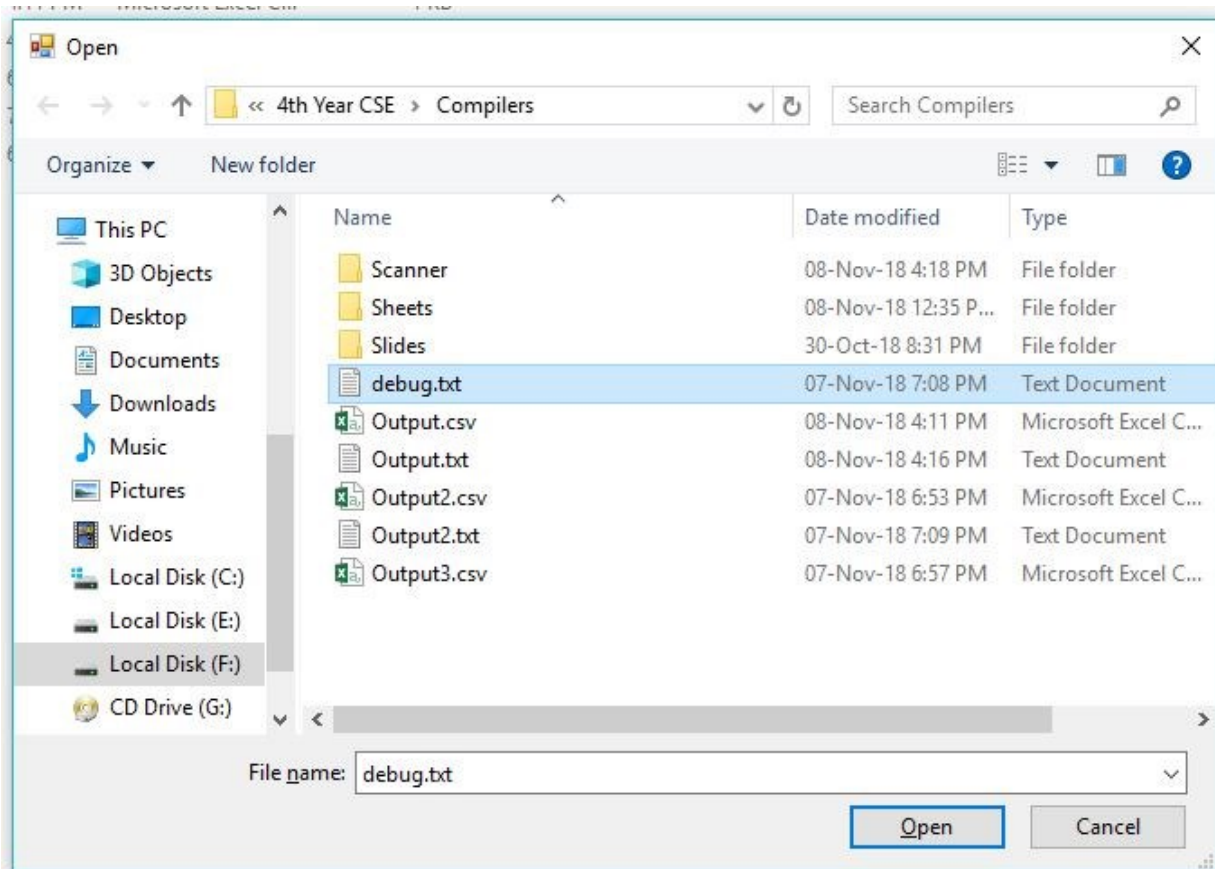 Open
« 4th Year CSE › Compilers
Search Compilers
Organize
New folder
Name
Date modified
Type
This PC
3D Objects
Desktop
Documents
Downloads
Music
Pictures
Videos
Local Disk (C:)
Local Disk (E:)
Local Disk (F:)
CD Drive (G:)
Scanner 08-Nov-18 4:18 PM File folder
Sheets 08-Nov-18 12:35 P... File folder
Slides 30-Oct-18 8:31 PM File folder
debug.txt 07-Nov-18 7:08 PM Text Document
Output.csv 08-Nov-18 4:11 PM Microsoft Excel C...
Output.txt 08-Nov-18 4:16 PM Text Document
Output2.csv 07-Nov-18 6:53 PM Microsoft Excel C...
Output2.txt 07-Nov-18 7:09 PM Text Document
Output3.csv 07-Nov-18 6:57 PM Microsoft Excel C...
File name: debug.txt
Open
Cancel